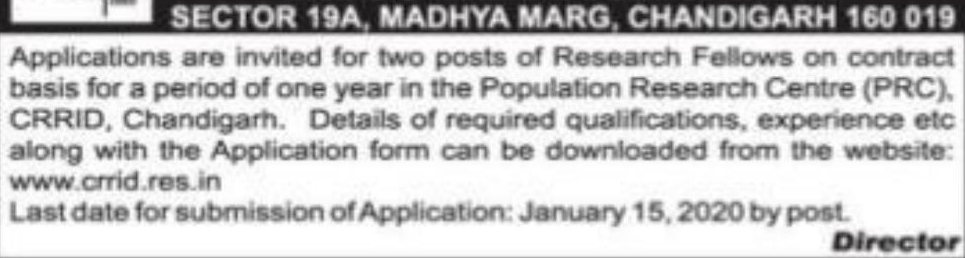 SECTOR 19A, MADHYA MARG, CHANDIGARH 160 019
Applications are invited for two posts of Research Fellows on contract
basis for a period of one year in the Population Research Centre (PRC),
CRRID, Chandigarh. Details of required qualifications, experience etc
along with the Application form can be downloaded from the website:
www.crrid.res.in
Last date for submission of Application: January 15, 2020 by post.
Director